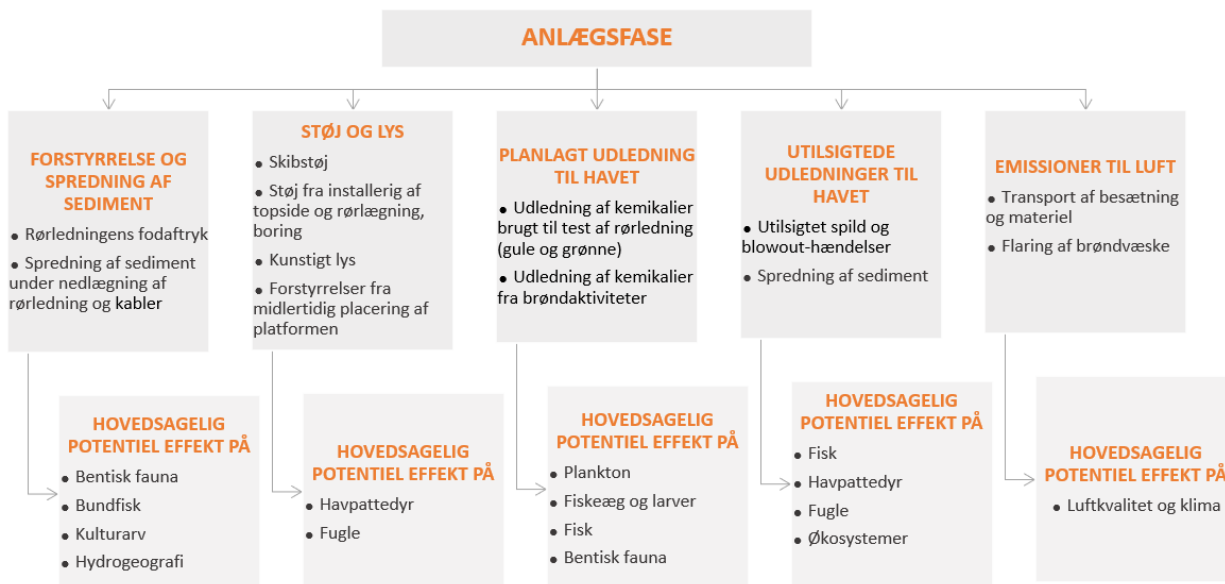 ANLÆGSFASE
FORSTYRRELSE OG
SPREDNING AF
SEDIMENT
• Rørledningens fodaftryk
• Spredning af sediment
under nedlægning af
rørledning og kabler
STØJ OG LYS
• Skibstøj
• Støj fra installerig af
topside og rørlægning,
boring
• Kunstigt lys
• Forstyrrelser fra
midlertidig placering af
platformen
PLANLAGT UDLEDNING
TIL HAVET
• Udledning af kemikalier
brugt til test af rørledning
(gule og grønne)
• Udledning af kemikalier
fra brøndaktiviteter
UTILSIGTEDE
UDLEDNINGER TIL
HAVET
• Utilsigtet spild og
blowout-hændelser
• Spredning af sediment
EMISSIONER TIL LUFT
• Transport af besætning
og materiel
• Flaring af brøndvæske
HOVEDSAGELIG
POTENTIEL EFFEKT PÅ
• Bentisk fauna
• Bundfisk
• Kulturarv
• Hydrogeografi
HOVEDSAGELIG
POTENTIEL EFFEKT PÅ
• Havpattedyr
• Fugle
HOVEDSAGELIG
POTENTIEL EFFEKT PÅ
• Plankton
• Fiskeæg og larver
• Fisk
• Bentisk fauna
HOVEDSAGELIG
POTENTIEL EFFEKT PÅ
• Fisk
• Havpattedyr
• Fugle
• Økosystemer
HOVEDSAGELIG
POTENTIEL EFFEKT PÅ
• Luftkvalitet og klima